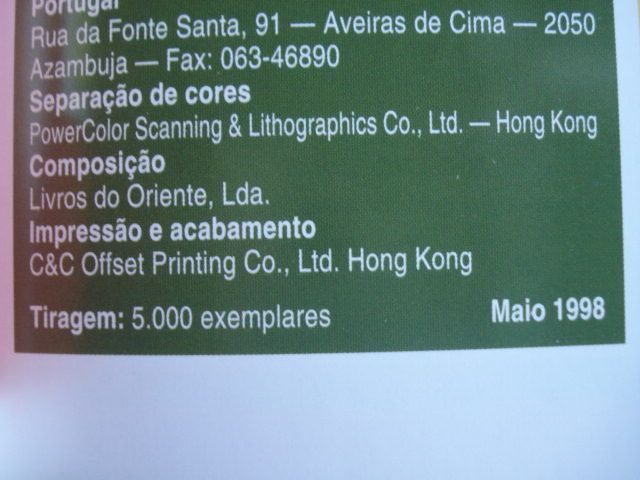 Portugal
Rua da Fonte Santa, 91 — Aveiras de Cima — 2050
Azambuja — Fax: 063-46890
Separação de cores
PowerColor Scanning & Lithographics Co., Ltd. — Hong Kong
Composição
Livros do Oriente, Lda.
Impressão e acabamento
C&C Offset Printing Co., Ltd. Hong Kong
Tiragem: 5.000 exemplares Maio 1998